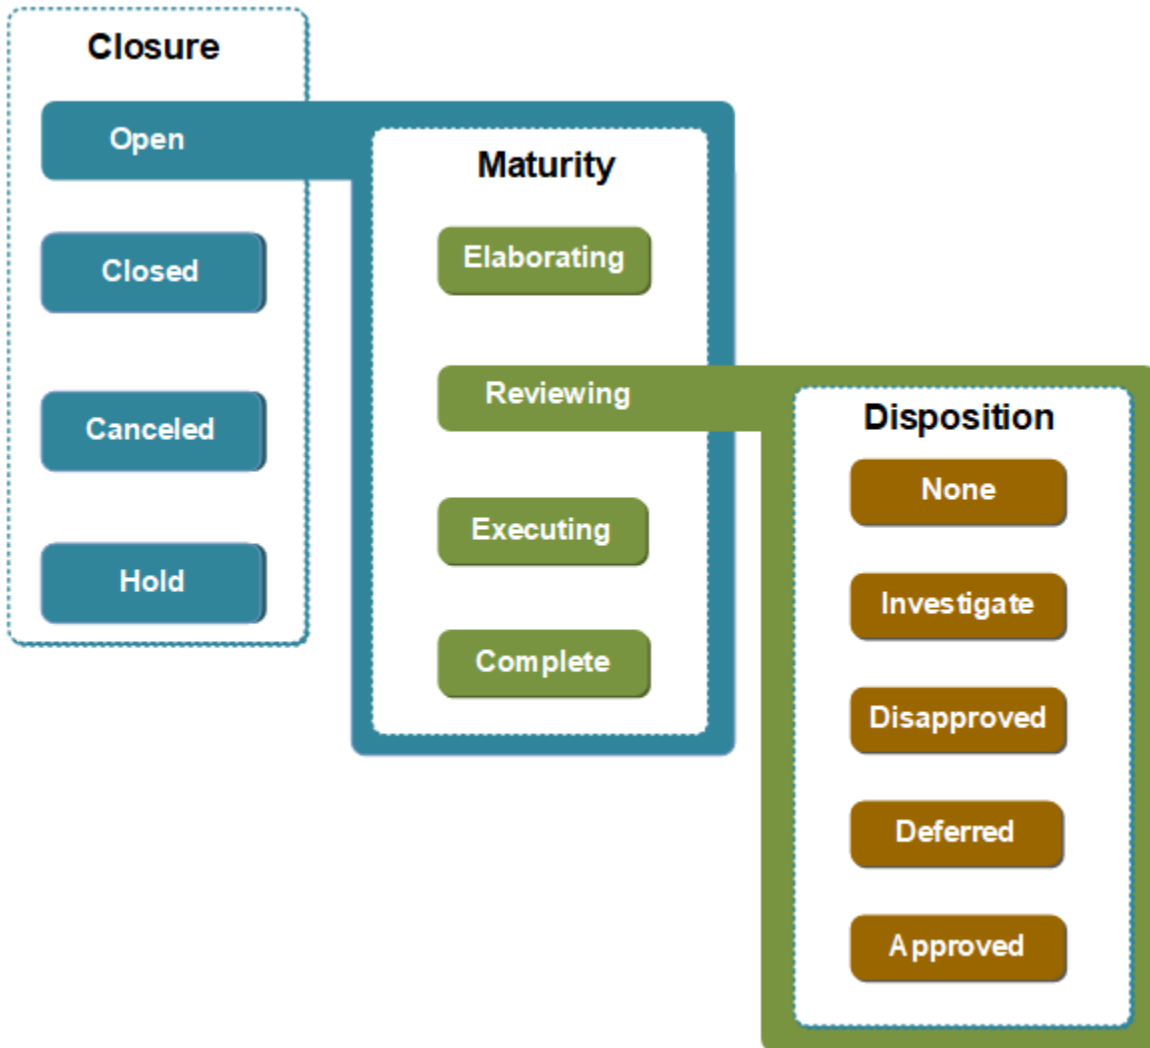 Closure
Open
Closed
Canceled
Hold
Maturity
Elaborating
Reviewing
Executing
Complete
Disposition
None
Investigate
Disapproved
Deferred
Approved